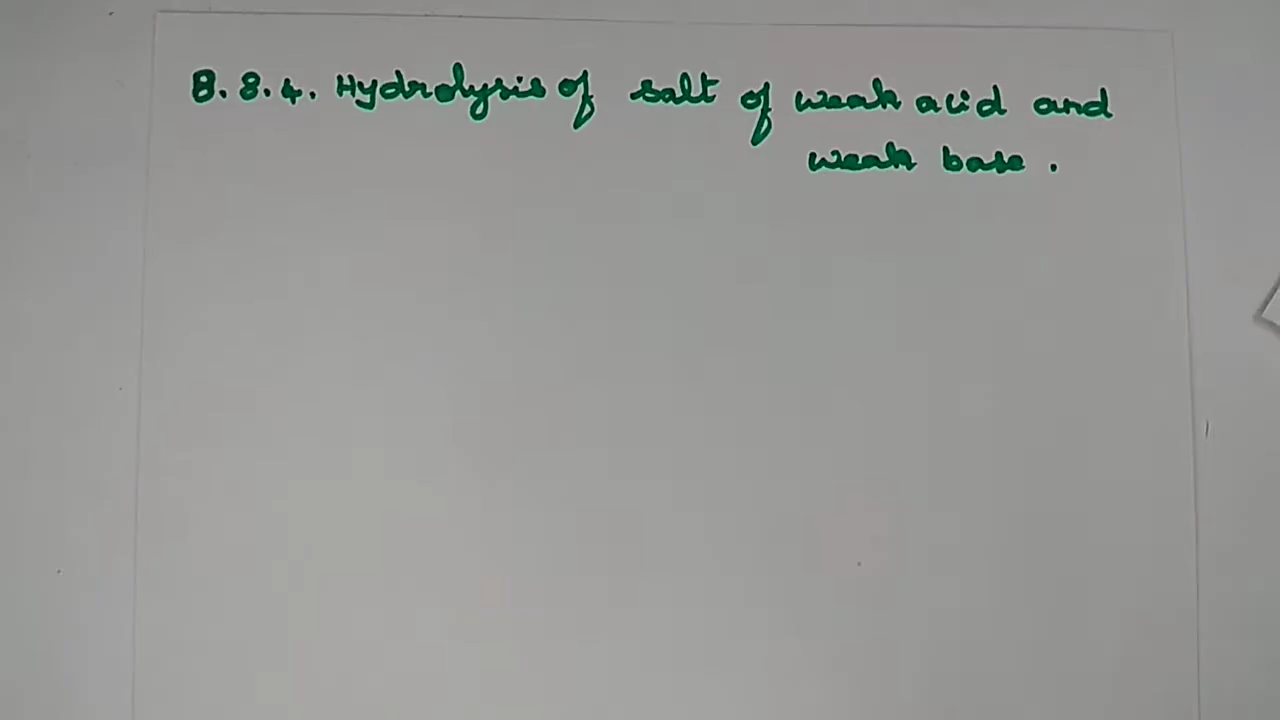 8.8.4. Hydrolysis of salt of weak acid and
weak base.